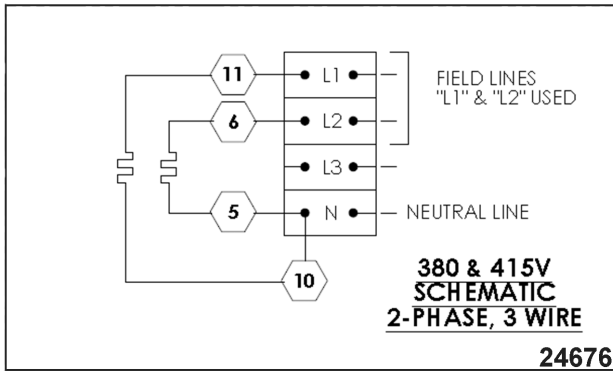 11
L1
FIELD LINES
"L1" & "L2" USED
6
L2
L3
5
N
NEUTRAL LINE
10
380 & 415V
SCHEMATIC
2-PHASE, 3 WIRE
24676